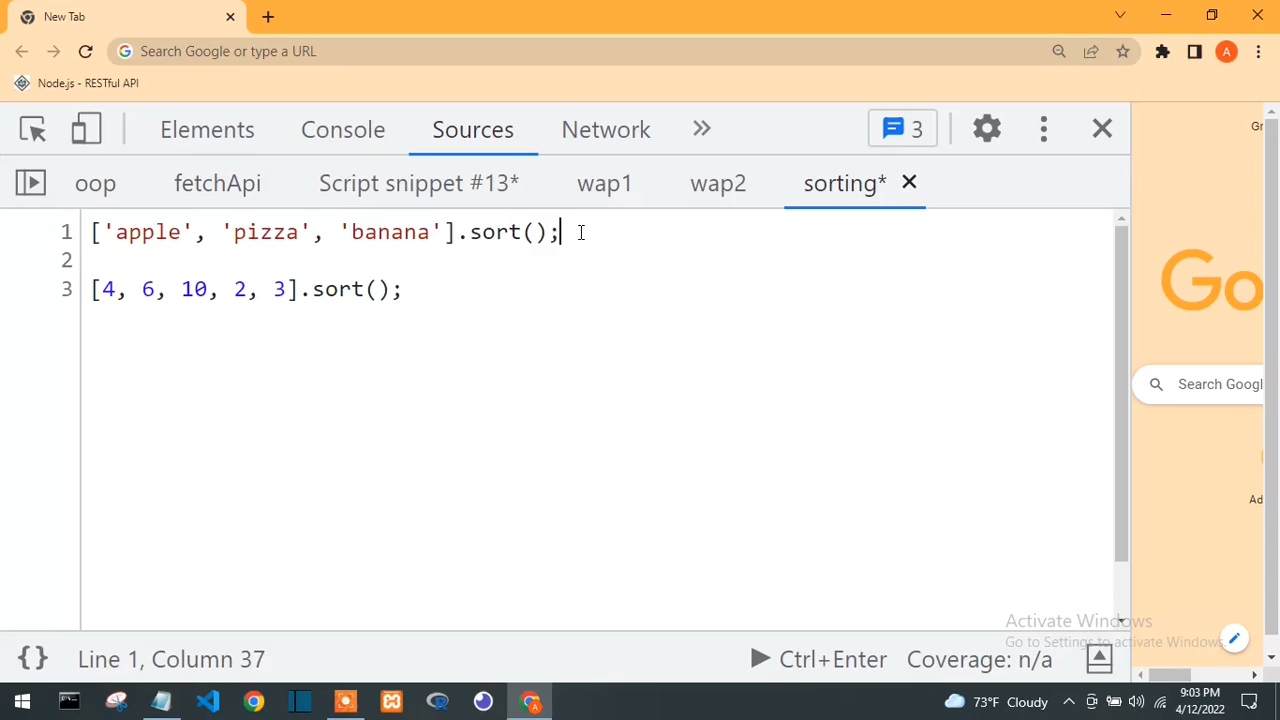 New Tab
Search Google or type a URL
A
Node.js - RESTful API
Elements Console Sources Network 3
oop fetchApi Script snippet #13* wap1 wap2 sorting*
1 ['apple', 'pizza', 'banana'].sort();
2
3 [4, 6, 10, 2, 3].sort();
Gr
Go
Search Googl
Ad
Activate Windows
Go to Settings to activate Windows.
{} Line 1, Column 37 Ctrl+Enter Coverage: n/a
73°F Cloudy 9:03 PM
4/12/2022